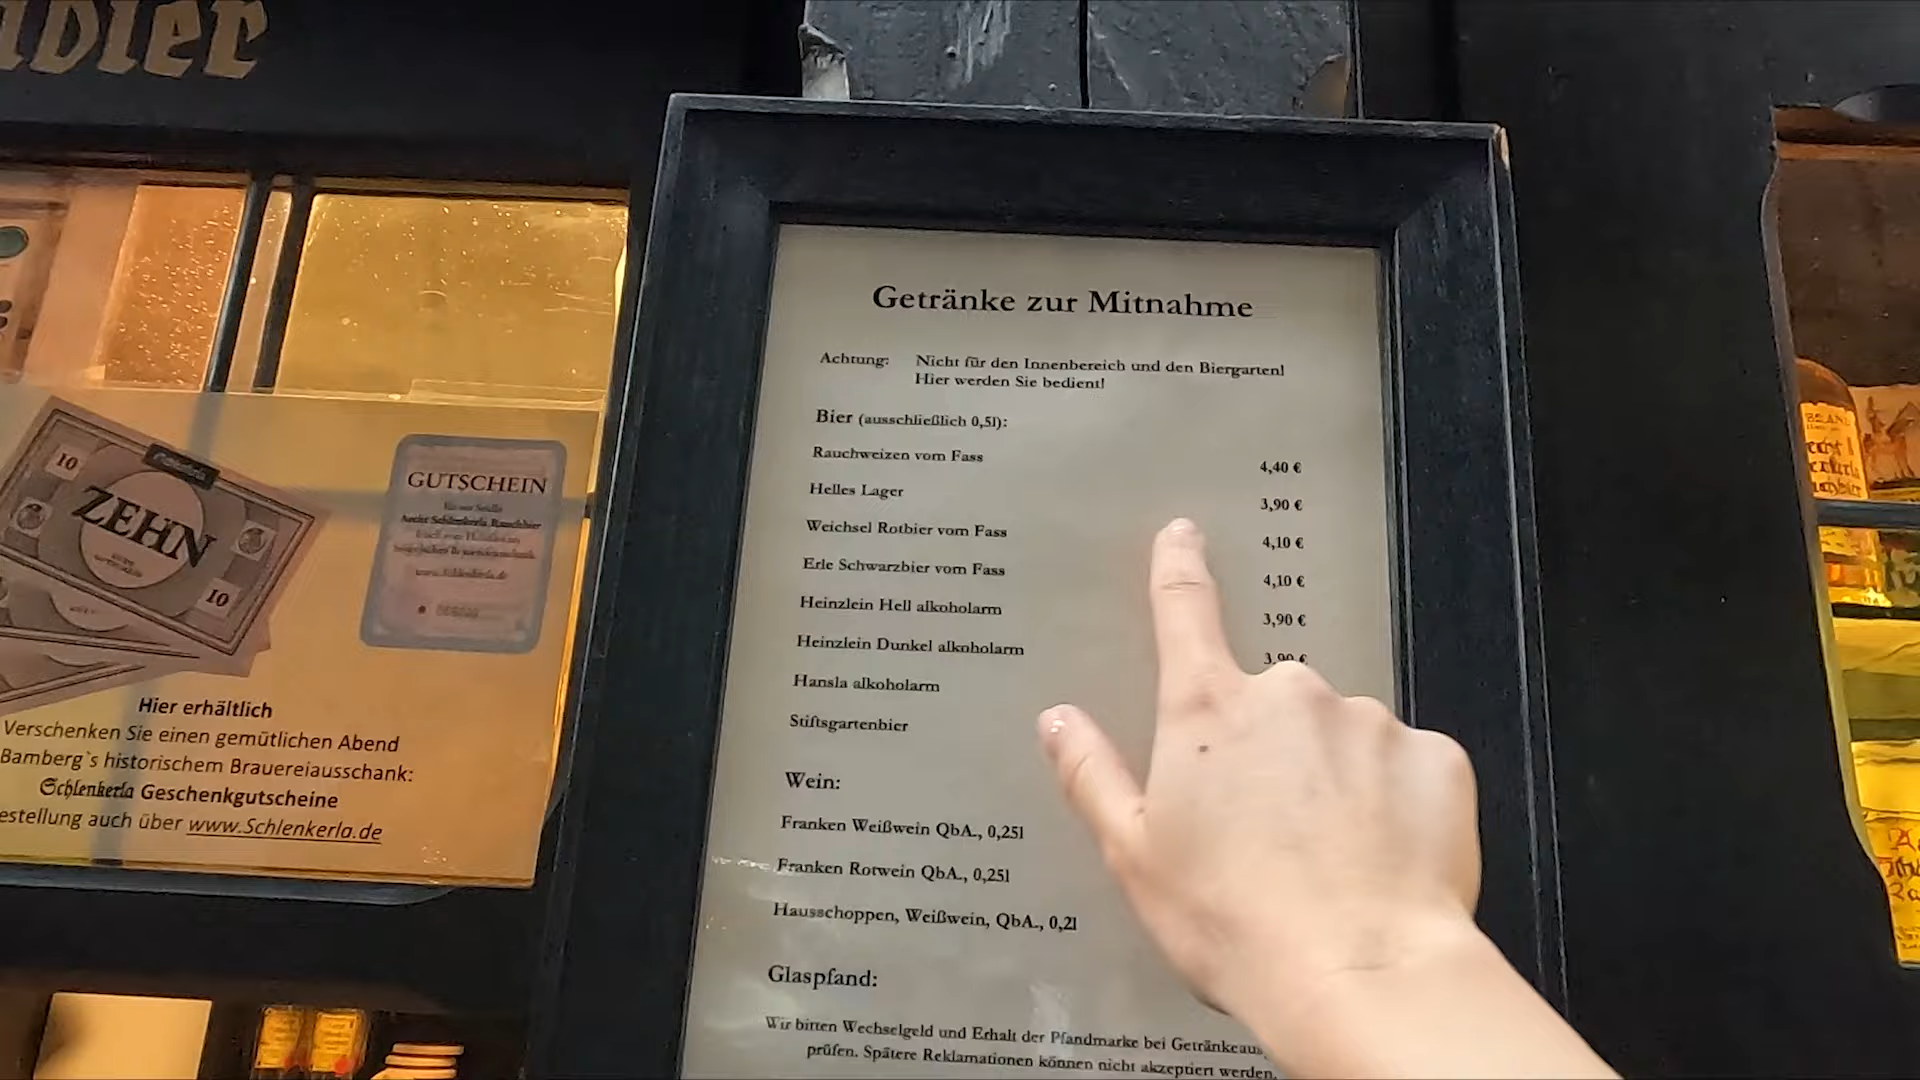 10
ZEHN
10
GUTSCHEIN
www.Schlenkerla.de
Hier erhältlich
Verschenken Sie einen gemütlichen Abend
Bamberg`s historischem Brauereiausschank:
Schlenkerla Geschenkgutscheine
estellung auch über www.Schlenkerla.de
Getränke zur Mitnahme
Achtung: Nicht für den Innenbereich und den Biergarten!
Hier werden Sie bedient!
Bier (ausschließlich 0,5l):
Rauchweizen vom Fass 4,40 €
Helles Lager 3,90 €
Weichsel Rotbier vom Fass 4,10 €
Erle Schwarzbier vom Fass 4,10 €
Heinzlein Hell alkoholarm 3,90 €
Heinzlein Dunkel alkoholarm 3,90 €
Hansla alkoholarm
Stiftsgartenbier
Wein:
Franken Weißwein QbA., 0,25l
Franken Rotwein QbA., 0,25l
Hausschoppen, Weißwein, QbA., 0,2l
Glaspfand:
Wir bitten Wechselgeld und Erhalt der Pfandmarke bei Getränkeaus
prüfen. Spätere Reklamationen können nicht akzeptiert werden.